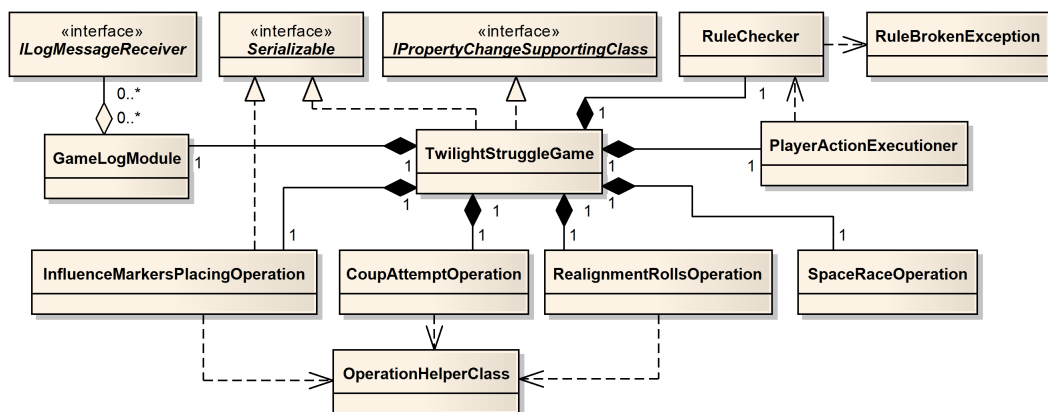 «interface»
ILogMessageReceiver
«interface»
Serializable
«interface»
IPropertyChangeSupportingClass
RuleChecker
RuleBrokenException
0..*
0..*
1
1
GameLogModule
1
1
TwilightStruggleGame
1
1
PlayerActionExecutioner
1
1
1
1
1
1
1
1
InfluenceMarkersPlacingOperation
CoupAttemptOperation
RealignmentRollsOperation
SpaceRaceOperation
OperationHelperClass